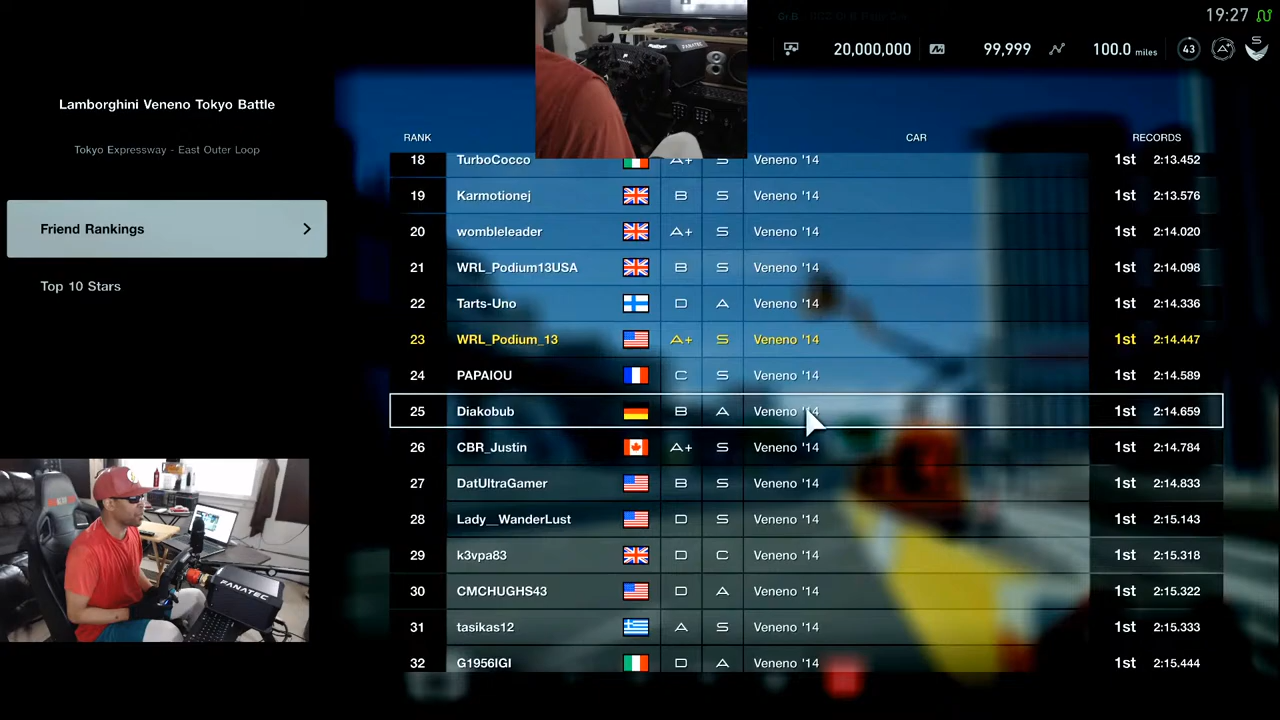 19:27
20,000,000 99,999 100.0 miles 43 A+ S
Lamborghini Veneno Tokyo Battle
Tokyo Expressway - East Outer Loop
Friend Rankings
Top 10 Stars
RANK CAR RECORDS
18 TurboCocco A+ S Veneno '14 1st 2:13.452
19 Karmotionej B S Veneno '14 1st 2:13.576
20 wombleleader A+ S Veneno '14 1st 2:14.020
21 WRL_Podium13USA B S Veneno '14 1st 2:14.098
22 Tarts-Uno D A Veneno '14 1st 2:14.336
23 WRL_Podium_13 A+ S Veneno '14 1st 2:14.447
24 PAPAIOU C S Veneno '14 1st 2:14.589
25 Diakobub B A Veneno '14 1st 2:14.659
26 CBR_Justin A+ S Veneno '14 1st 2:14.784
27 DatUltraGamer B S Veneno '14 1st 2:14.833
28 Lady__WanderLust D S Veneno '14 1st 2:15.143
29 k3vpa83 D C Veneno '14 1st 2:15.318
30 CMCHUGHS43 D A Veneno '14 1st 2:15.322
31 tasikas12 A S Veneno '14 1st 2:15.333
32 G1956IGI D A Veneno '14 1st 2:15.444
FANATEC
FANATEC